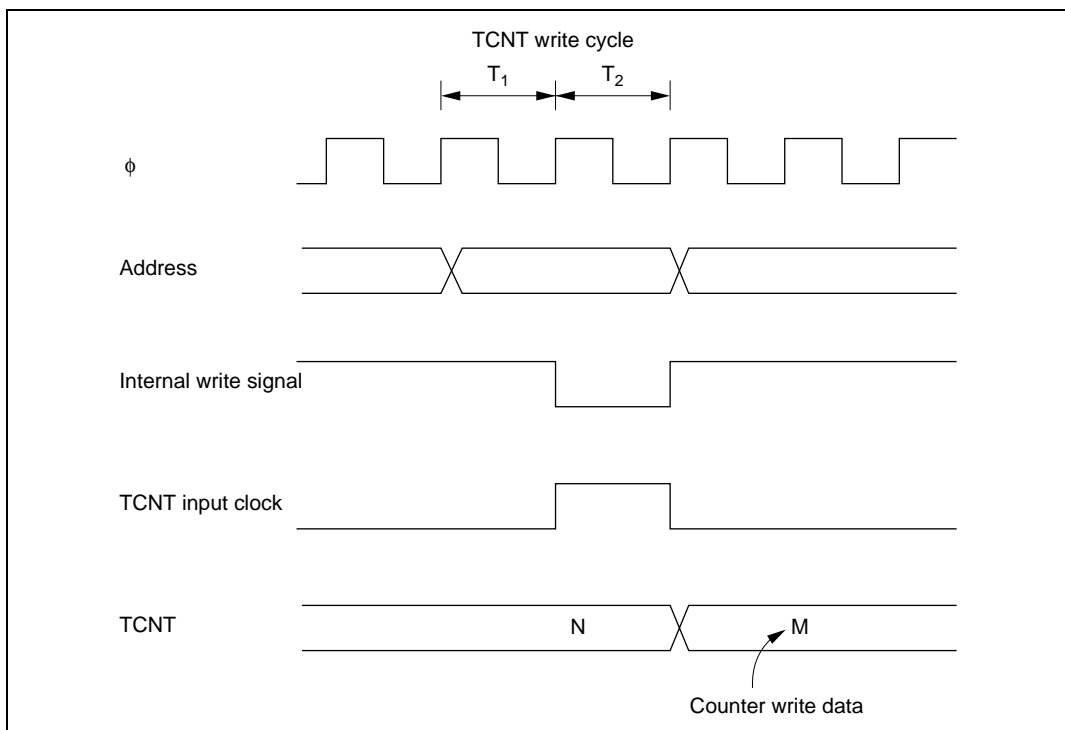 TCNT write cycle
T1 T2
ϕ
Address
Internal write signal
TCNT input clock
TCNT N M
Counter write data